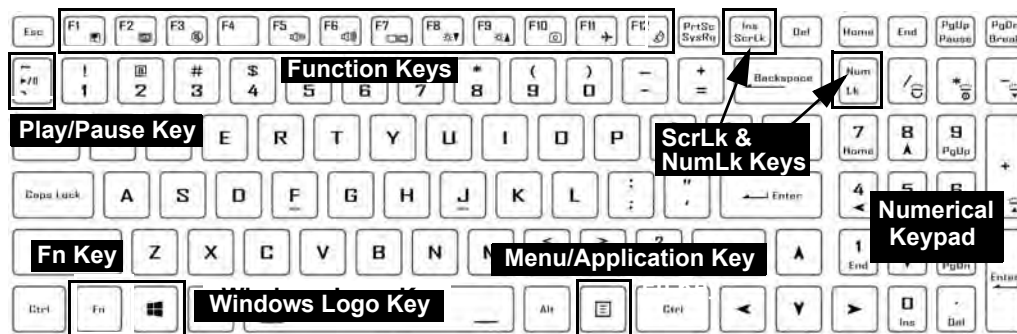 Esc F1 F2 F3 F4 F5 F6 F7 F8 F9 F10 F11 F12 PrtSc Ins Del Home End PgUp PgDn
SysRq ScrLk Pause Break
Function Keys
! # $ * ( ) - + Backspace Num / * -
1 2 3 4 5 6 7 8 9 0 - = Lk
Play/Pause Key
E R T Y U I O P
ScrLk &
NumLk Keys
7 8 9
Home PgUp
+
Caps Lock A S D F G H J K L : " Enter 4 5 6
; '
Numerical
Keypad
Fn Key
Z X C V B N
Menu/Application Key
1
End PgDn
Enter
Ctrl Fn
Windows Logo Key
Alt Ctrl 0 .
Ins Del